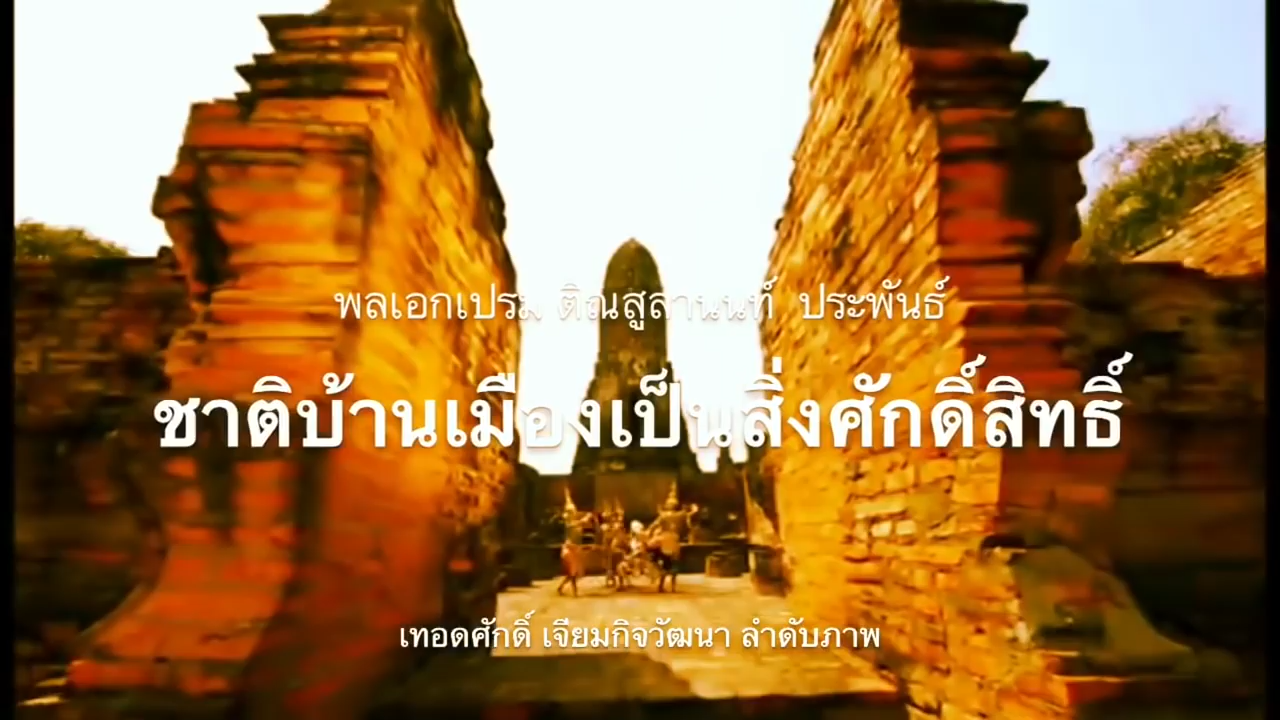 พลเอกเปรม ติณสูลานนท์ ประพันธ์
ชาติบ้านเมืองเป็นสิ่งศักดิ์สิทธิ์
เทอดศักดิ์ เจียมกิจวัฒนา ลำดับภาพ